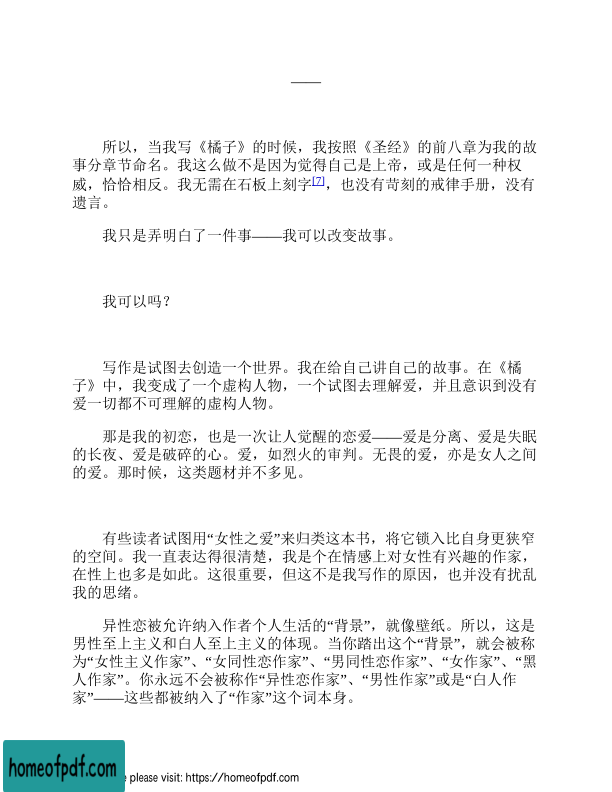 ——
所以，当我写《橘子》的时候，我按照《圣经》的前八章为我的故
事分章节命名。我这么做不是因为觉得自己是上帝，或是任何一种权
威，恰恰相反。我无需在石板上刻字[7]，也没有苛刻的戒律手册，没有
遗言。
我只是弄明白了一件事——我可以改变故事。
我可以吗？
写作是试图去创造一个世界。我在给自己讲自己的故事。在《橘
子》中，我变成了一个虚构人物，一个试图去理解爱，并且意识到没有
爱一切都不可理解的虚构人物。
那是我的初恋，也是一次让人觉醒的恋爱——爱是分离、爱是失眠
的长夜、爱是破碎的心。爱，如烈火的审判。无畏的爱，亦是女人之间
的爱。那时候，这类题材并不多见。
有些读者试图用“女性之爱”来归类这本书，将它锁入比自身更狭窄
的空间。我一直表达得很清楚，我是个在情感上对女性有兴趣的作家，
在性上也多是如此。这很重要，但这不是我写作的原因，也并没有扰乱
我的思绪。
异性恋被允许纳入作者个人生活的“背景”，就像壁纸。所以，这是
男性至上主义和白人至上主义的体现。当你踏出这个“背景”，就会被称
为“女性主义作家”、“女同性恋作家”、“男同性恋作家”、“女作家”、“黑
人作家”。你永远不会被称作“异性恋作家”、“男性作家”或是“白人作
家”——这些都被纳入了“作家”这个词本身。
homeofpdf.com
e please visit: https://homeofpdf.com